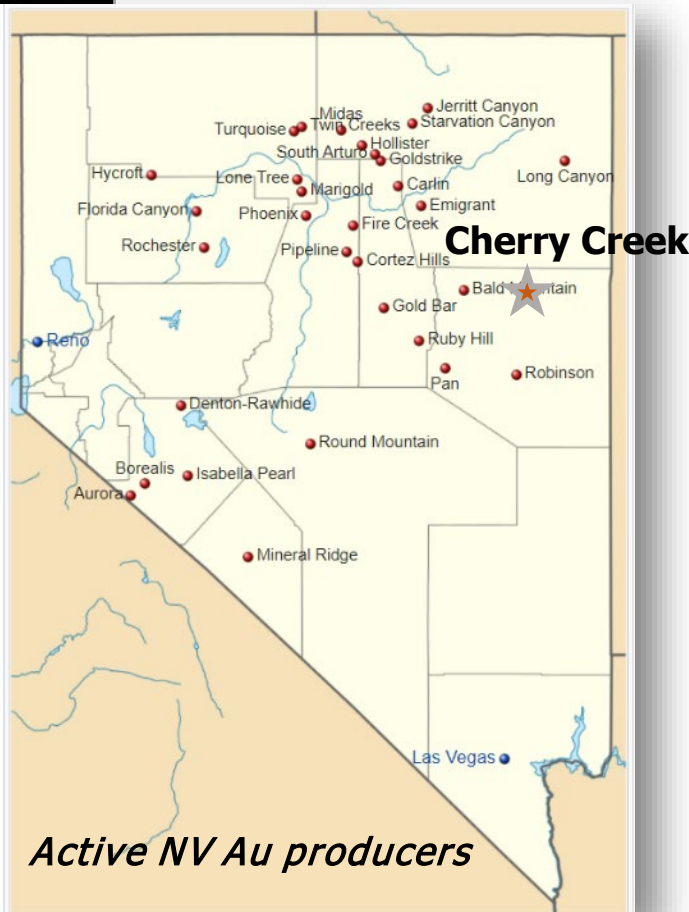 Jerritt Canyon
Midas
Starvation Canyon
Turquoise
Twin Creeks
Hollister
South Arturo
Goldstrike
Hycroft
Lone Tree
Long Canyon
Carlin
Marigold
Emigrant
Florida Canyon
Phoenix
Fire Creek
Cherry Creek
Rochester
Pipeline
Cortez Hills
Bald
ntain
Gold Bar
Reno
Ruby Hill
Pan
Robinson
Denton-Rawhide
Round Mountain
Borealis
Isabella Pearl
Aurora
Mineral Ridge
Las Vegas
Active NV Au producers